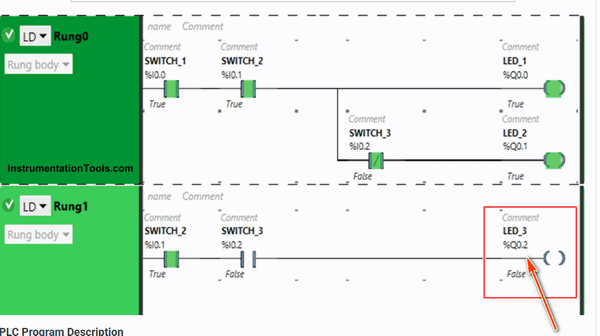 LD Rung0
name Comment
Rung body
Comment Comment Comment
SWITCH_1 SWITCH_2 LED_1
%I0.0 %I0.1 %Q0.0
True True True
Comment Comment
SWITCH_3 LED_2
%I0.2 %Q0.1
False True
InstrumentationTools.com
LD Rung1
name Comment
Rung body
Comment Comment Comment
SWITCH_2 SWITCH_3 LED_3
%I0.1 %I0.2 %Q0.2
True False False
PLC Program Description